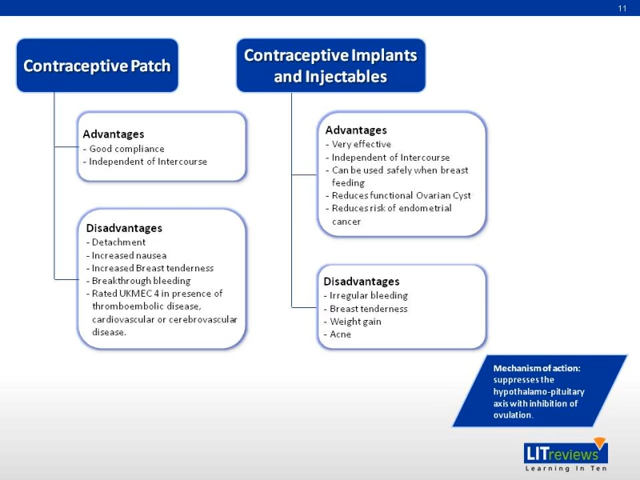 11
Contraceptive Patch
Advantages
- Good compliance
- Independent of Intercourse
Disadvantages
- Detachment
- Increased nausea
- Increased Breast tenderness
- Breakthrough bleeding
- Rated UKMEC 4 in presence of
thromboembolic disease,
cardiovascular or cerebrovascular
disease.
Contraceptive Implants
and Injectables
Advantages
- Very effective
- Independent of Intercourse
- Can be used safely when breast
feeding
- Reduces functional Ovarian Cyst
- Reduces risk of endometrial
cancer
Disadvantages
- Irregular bleeding
- Breast tenderness
- Weight gain
- Acne
Mechanism of action:
suppresses the
hypothalamo-pituitary
axis with inhibition of
ovulation.
LITreviews
Learning In Ten